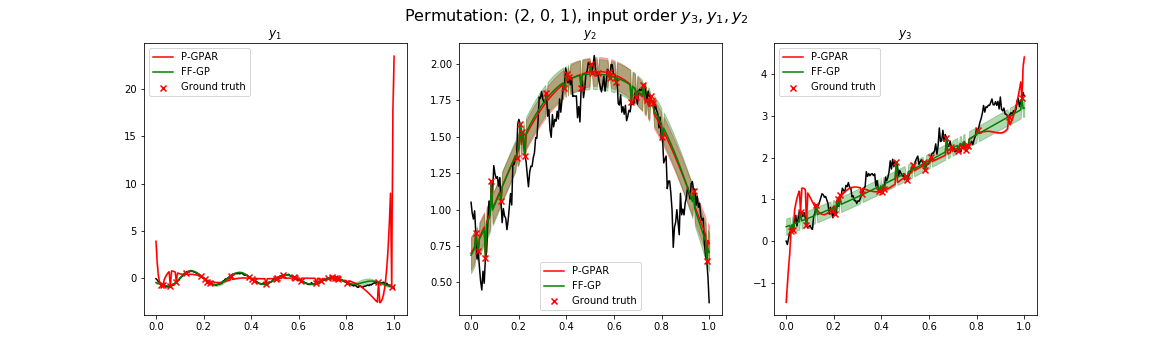 Permutation: (2, 0, 1), input order y₃, y₁, y₂
y₁
P-GPAR
FF-GP
Ground truth
20
15
10
5
0
0.0 0.2 0.4 0.6 0.8 1.0
y₂
2.00
1.75
1.50
1.25
1.00
0.75
0.50
P-GPAR
FF-GP
Ground truth
0.0 0.2 0.4 0.6 0.8 1.0
y₃
P-GPAR
FF-GP
Ground truth
4
3
2
1
0
−1
0.0 0.2 0.4 0.6 0.8 1.0